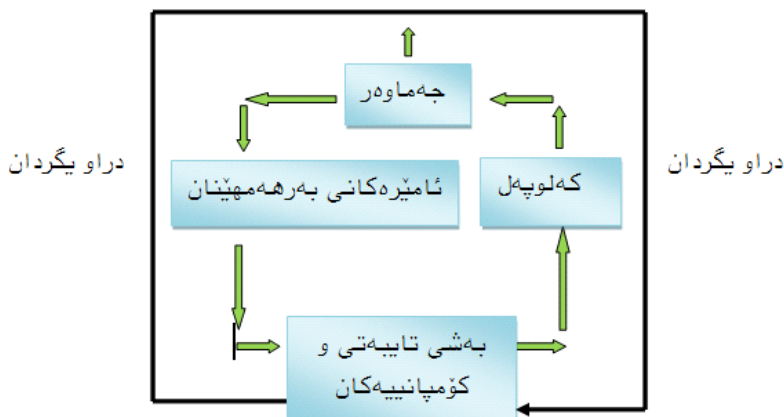 جەماوەر
دراو یگردان
دراو یگردان
کەلوپەل
ئامێرەکانی بەرهەمهێنان
بەشی تایبەتی و
کۆمپانییەکان